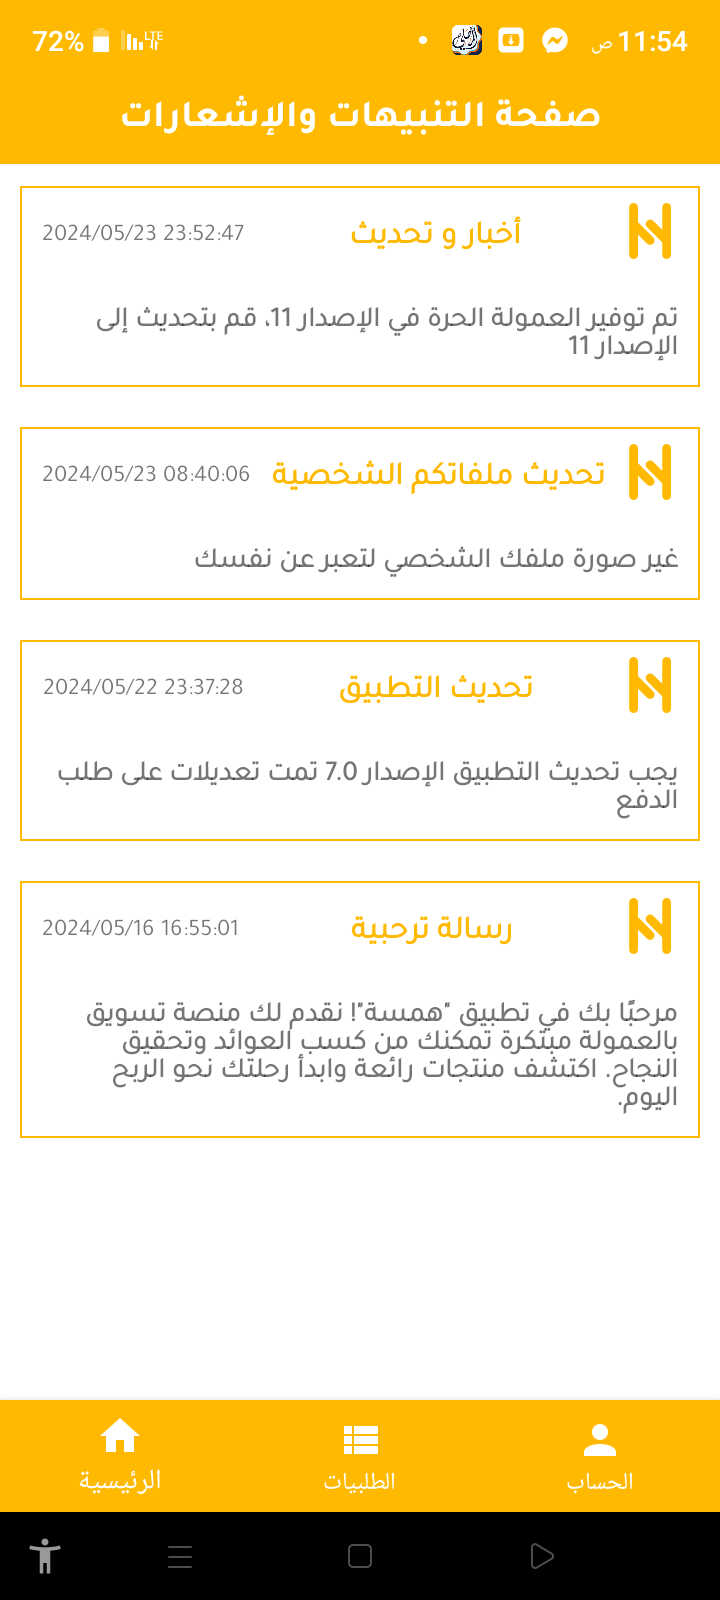 11:54 ص
72%
LTE
صفحة التنبيهات والإشعارات
أخبار و تحديث
2024/05/23 23:52:47
تم توفير العمولة الحرة في الإصدار 11، قم بتحديث إلى
الإصدار 11
تحديث ملفاتكم الشخصية
2024/05/23 08:40:06
غير صورة ملفك الشخصي لتعبر عن نفسك
تحديث التطبيق
2024/05/22 23:37:28
يجب تحديث التطبيق الإصدار 7.0 تمت تعديلات على طلب
الدفع
رسالة ترحبية
2024/05/16 16:55:01
مرحبًا بك في تطبيق "همسة"! نقدم لك منصة تسويق
بالعمولة مبتكرة تمكنك من كسب العوائد وتحقيق
النجاح. اكتشف منتجات رائعة وابدأ رحلتك نحو الربح
اليوم.
الحساب
الطلبيات
الرئيسية